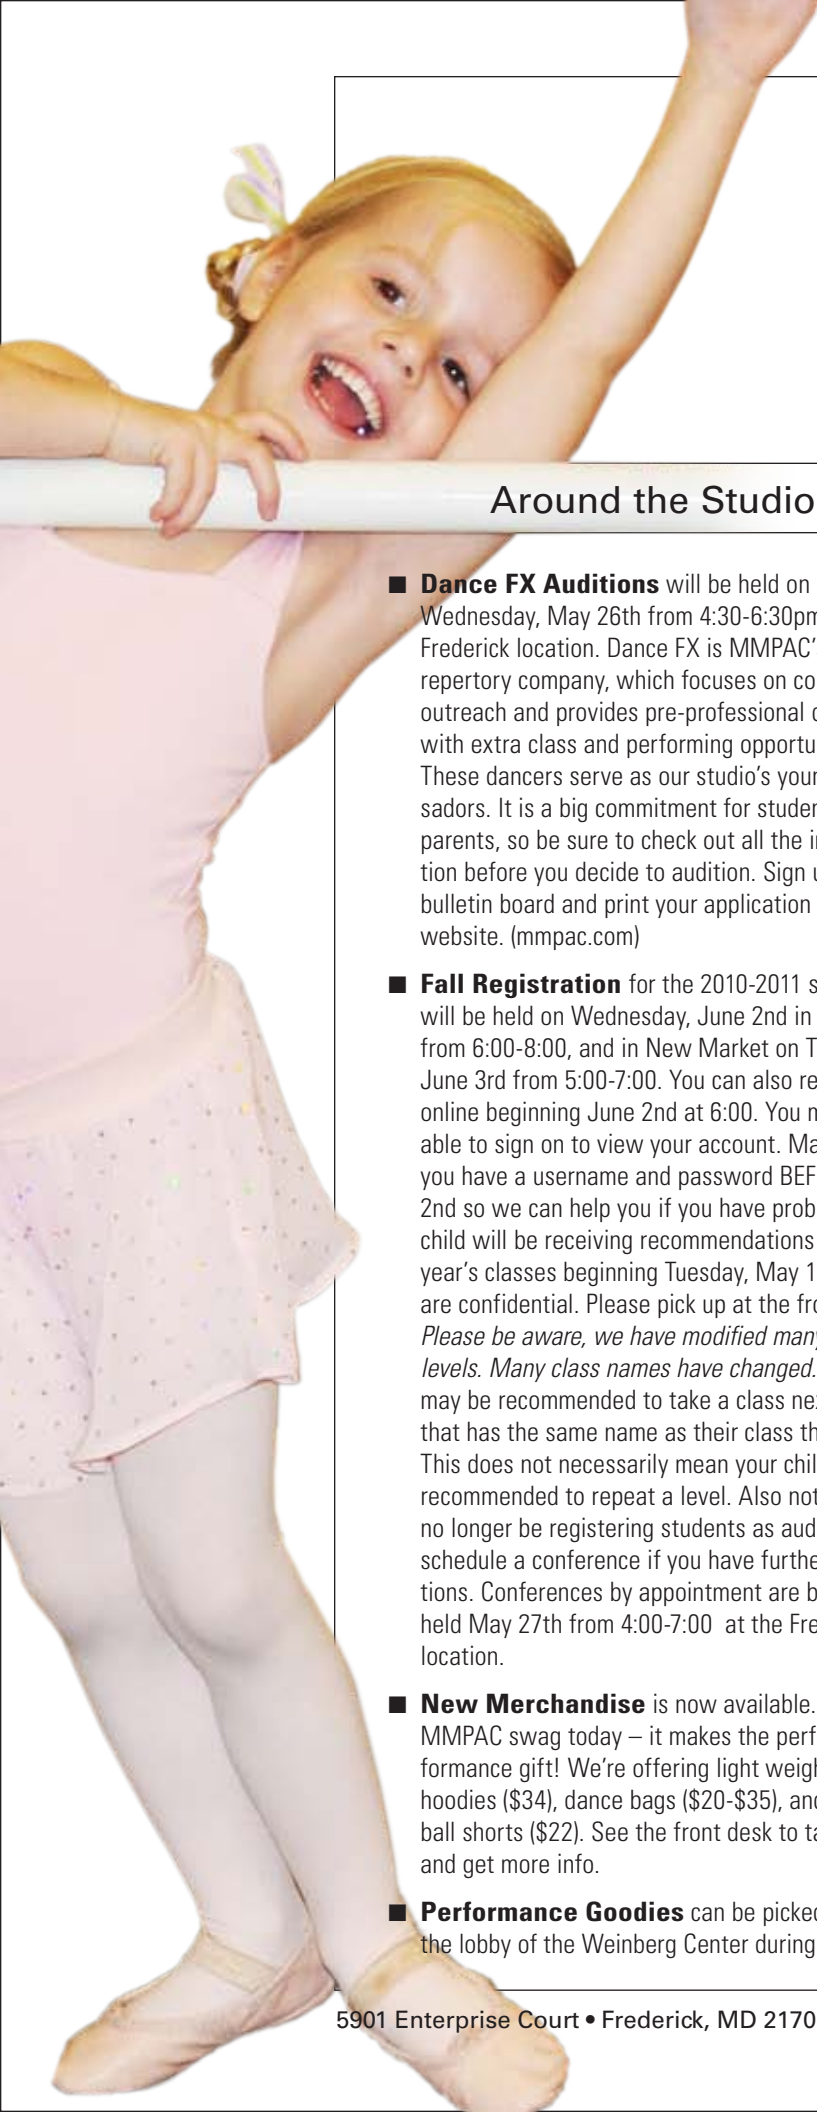 Around the Studio
■ Dance FX Auditions will be held on
Wednesday, May 26th from 4:30-6:30pm
Frederick location. Dance FX is MMPAC'
repertory company, which focuses on co
outreach and provides pre-professional
with extra class and performing opportu
These dancers serve as our studio's your
sadors. It is a big commitment for studen
parents, so be sure to check out all the in
tion before you decide to audition. Sign u
bulletin board and print your application
website. (mmpac.com)
■ Fall Registration for the 2010-2011 s
will be held on Wednesday, June 2nd in
from 6:00-8:00, and in New Market on T
June 3rd from 5:00-7:00. You can also re
online beginning June 2nd at 6:00. You m
able to sign on to view your account. Ma
you have a username and password BEF
2nd so we can help you if you have prob
child will be receiving recommendations
year's classes beginning Tuesday, May 1
are confidential. Please pick up at the fro
Please be aware, we have modified many
levels. Many class names have changed.
may be recommended to take a class nex
that has the same name as their class th
This does not necessarily mean your chil
recommended to repeat a level. Also not
no longer be registering students as aud
schedule a conference if you have furthe
tions. Conferences by appointment are b
held May 27th from 4:00-7:00 at the Fre
location.
■ New Merchandise is now available.
MMPAC swag today – it makes the perf
formance gift! We're offering light weigh
hoodies ($34), dance bags ($20-$35), and
ball shorts ($22). See the front desk to ta
and get more info.
■ Performance Goodies can be picked
the lobby of the Weinberg Center during
5901 Enterprise Court • Frederick, MD 2170